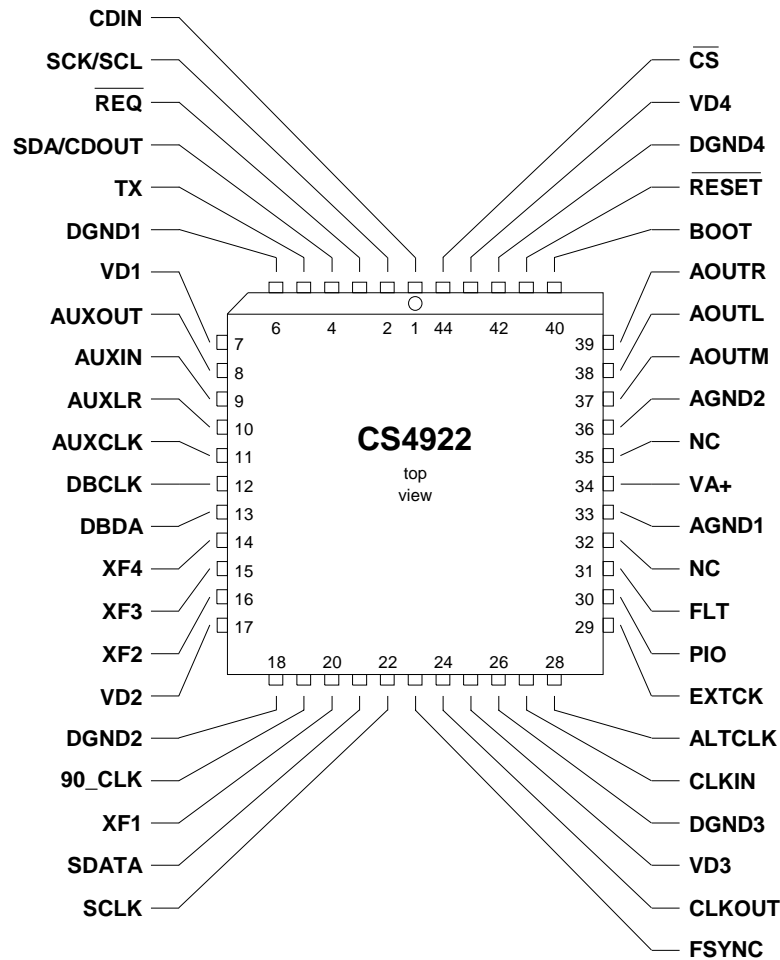 CDIN
SCK/SCL
REQ
SDA/CDOUT
TX
DGND1
VD1
AUXOUT
AUXIN
AUXLR
AUXCLK
DBCLK
DBDA
XF4
XF3
XF2
VD2
DGND2
90_CLK
XF1
SDATA
SCLK
CS
VD4
DGND4
RESET
BOOT
AOUTR
AOUTL
AOUTM
AGND2
NC
VA+
AGND1
NC
FLT
PIO
EXTCK
ALTCLK
CLKIN
DGND3
VD3
CLKOUT
FSYNC
6 4 2 1 44 42 40
7
8
9
10
11
12
13
14
15
16
17
39
38
37
36
35
34
33
32
31
30
29
CS4922
top
view
18 20 22 24 26 28